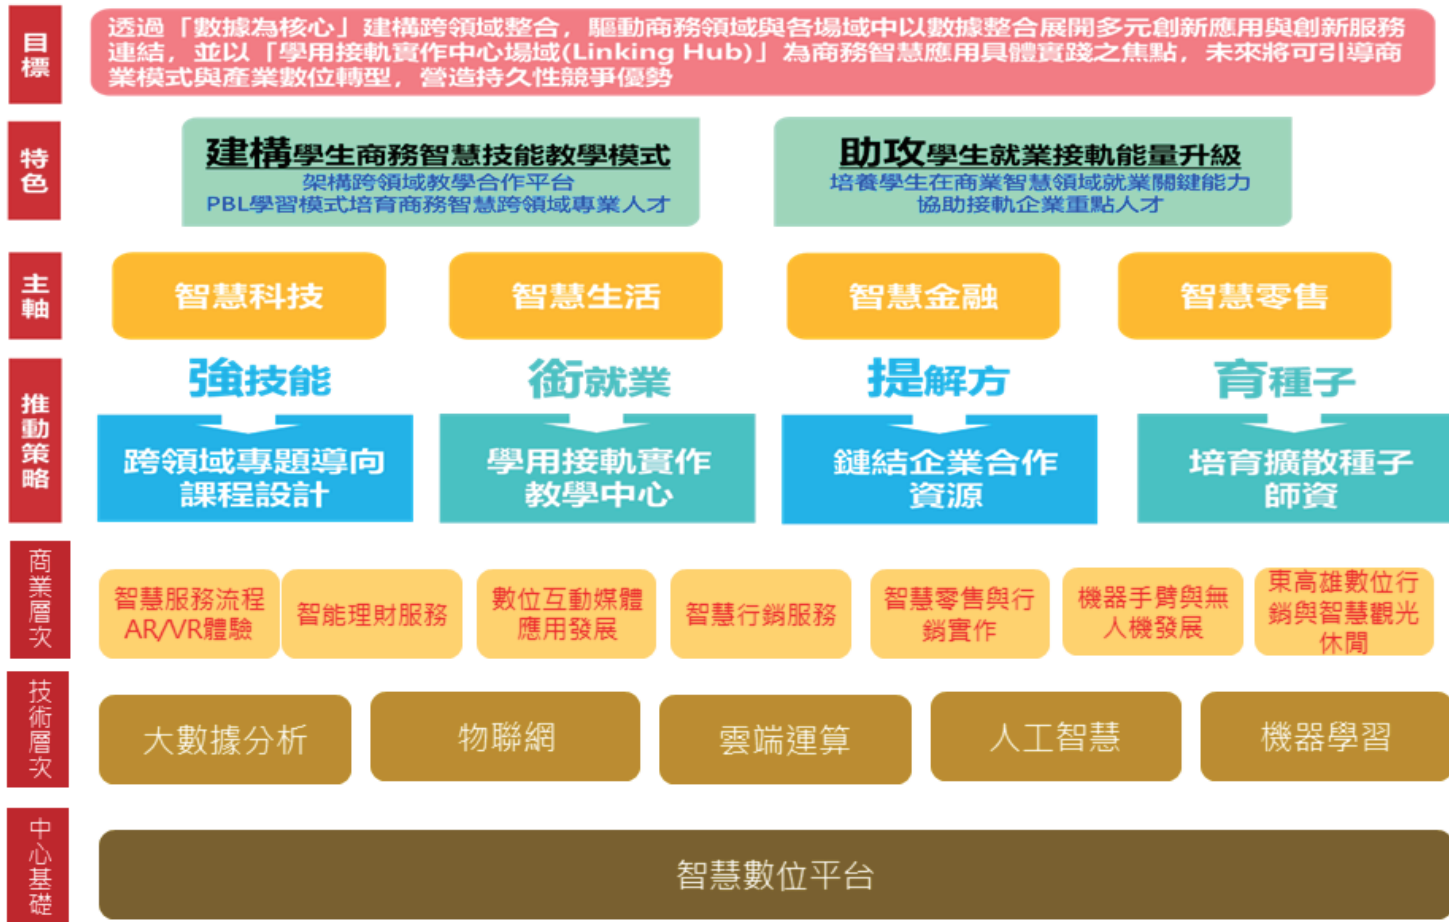 目標
透過「數據為核心」建構跨領域整合，驅動商務領域與各場域中以數據整合展開多元創新應用與創新服務
連結，並以「學用接軌實作中心場域(Linking Hub)」為商務智慧應用具體實踐之焦點，未來將可引導商
業模式與產業數位轉型，營造持久性競爭優勢
特色
建構學生商務智慧技能教學模式
架構跨領域教學合作平台
PBL學習模式培育商務智慧跨領域專業人才
助攻學生就業接軌能量升級
培養學生在商業智慧領域就業關鍵能力
協助接軌企業重點人才
主軸
智慧科技
智慧生活
智慧金融
智慧零售
推動策略
強技能
銜就業
提解方
育種子
跨領域專題導向
課程設計
學用接軌實作
教學中心
鏈結企業合作
資源
培育擴散種子
師資
商業層次
智慧服務流程
AR/VR體驗
智能理財服務
數位互動媒體
應用發展
智慧行銷服務
智慧零售與行
銷實作
機器手臂與無
人機發展
東高雄數位行
銷與智慧觀光
休閒
技術層次
大數據分析
物聯網
雲端運算
人工智慧
機器學習
中心基礎
智慧數位平台